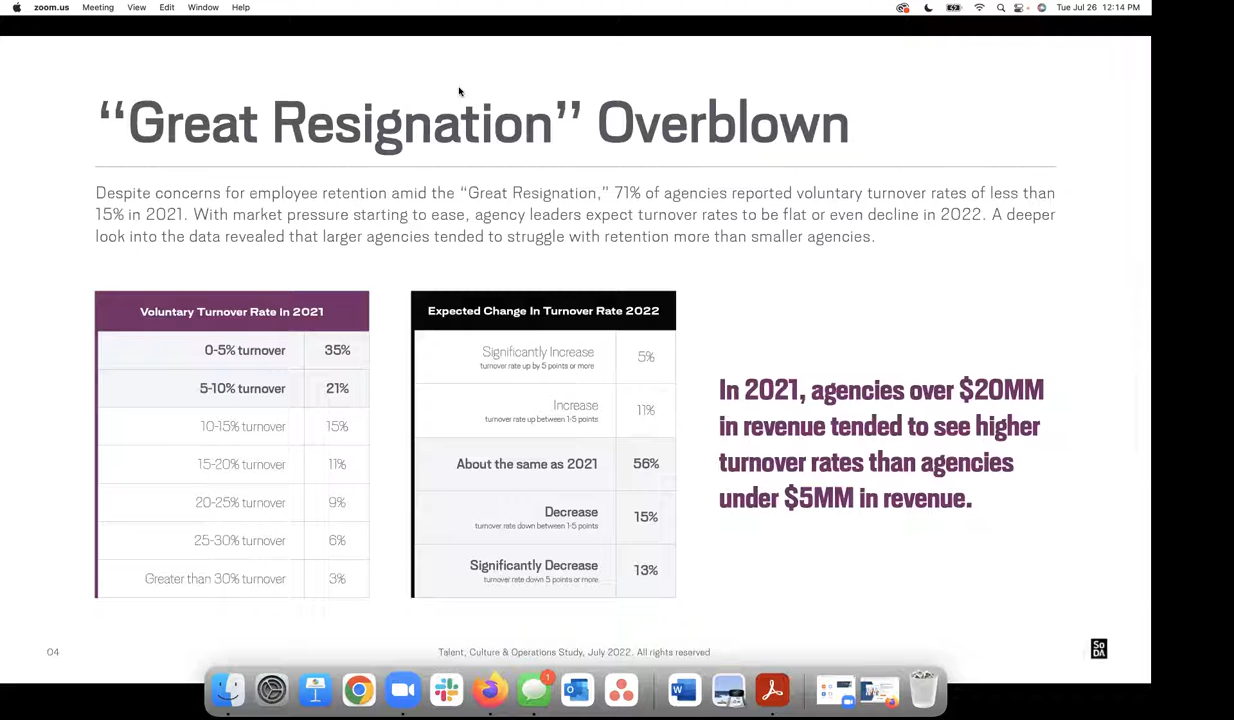 zoom.us Meeting View Edit Window Help Tue Jul 26 12:14 PM
“Great Resignation” Overblown
Despite concerns for employee retention amid the “Great Resignation,” 71% of agencies reported voluntary turnover rates of less than
15% in 2021. With market pressure starting to ease, agency leaders expect turnover rates to be flat or even decline in 2022. A deeper
look into the data revealed that larger agencies tended to struggle with retention more than smaller agencies.
Voluntary Turnover Rate in 2021
0-5% turnover 35%
5-10% turnover 21%
10-15% turnover 15%
15-20% turnover 11%
20-25% turnover 9%
25-30% turnover 6%
Greater than 30% turnover 3%
Expected Change In Turnover Rate 2022
Significantly Increase 5%
turnover rate up by 5 points or more
Increase 11%
turnover rate up between 1-5 points
About the same as 2021 56%
Decrease 15%
turnover rate down between 1-5 points
Significantly Decrease 13%
turnover rate down 5 points or more
In 2021, agencies over $20MM
in revenue tended to see higher
turnover rates than agencies
under $5MM in revenue.
04
Talent, Culture & Operations Study, July 2022. All rights reserved
SoDA
1
W